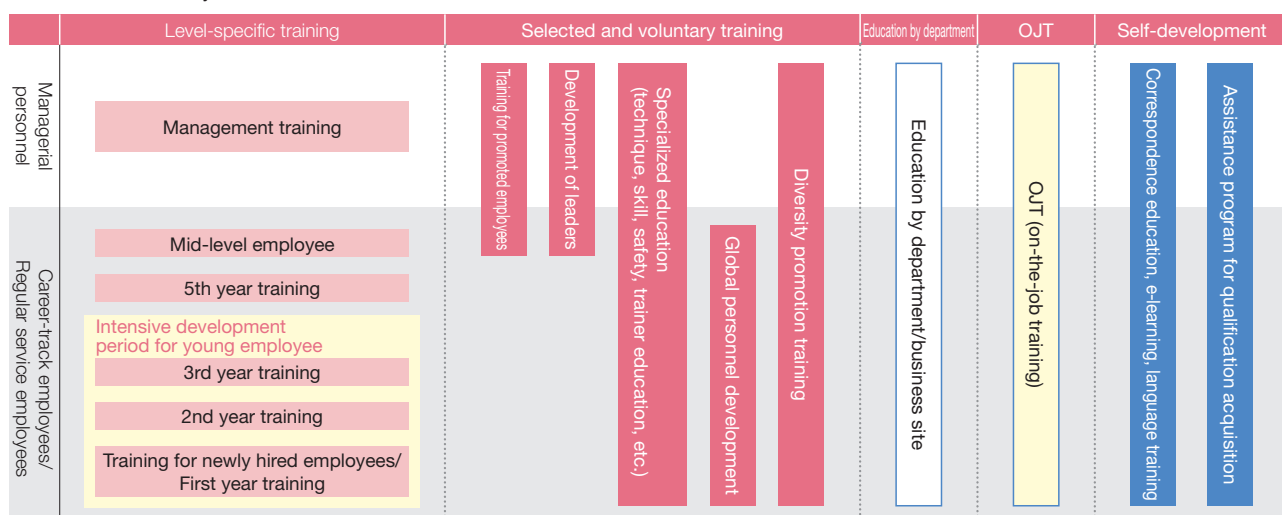 Level-specific training
Selected and voluntary training
Education by department
OJT
Self-development
Managerial
personnel
Management training
Career-track employees/
Regular service employees
Mid-level employee
5th year training
Intensive development
period for young employee
3rd year training
2nd year training
Training for newly hired employees/
First year training
Training for promoted employees
Development of leaders
Specialized education
(technique, skill, safety, trainer education, etc.)
Global personnel development
Diversity promotion training
Education by department/business site
OJT (on-the-job training)
Correspondence education, e-learning, language training
Assistance program for qualification acquisition